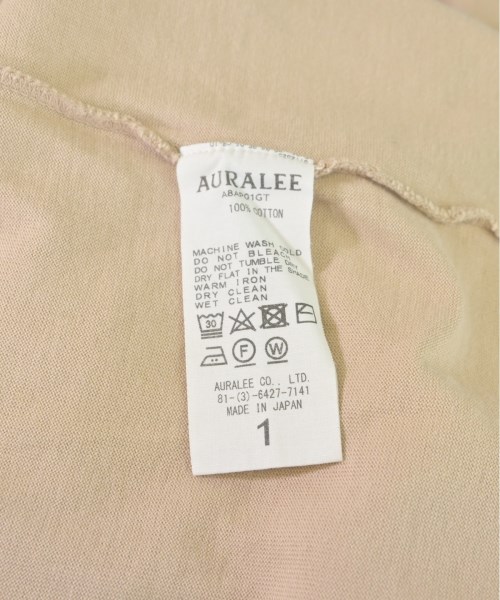 AURALEE
100% COTTON
MACHINE WASH COLD
DO NOT BLEACH
DO NOT TUMBLE DRY
DRY FLAT IN THE SHADE
WARM IRON
DRY CLEAN
WET CLEAN
30
F
W
AURALEE CO., LTD.
81-(3)-6427-7141
MADE IN JAPAN
1